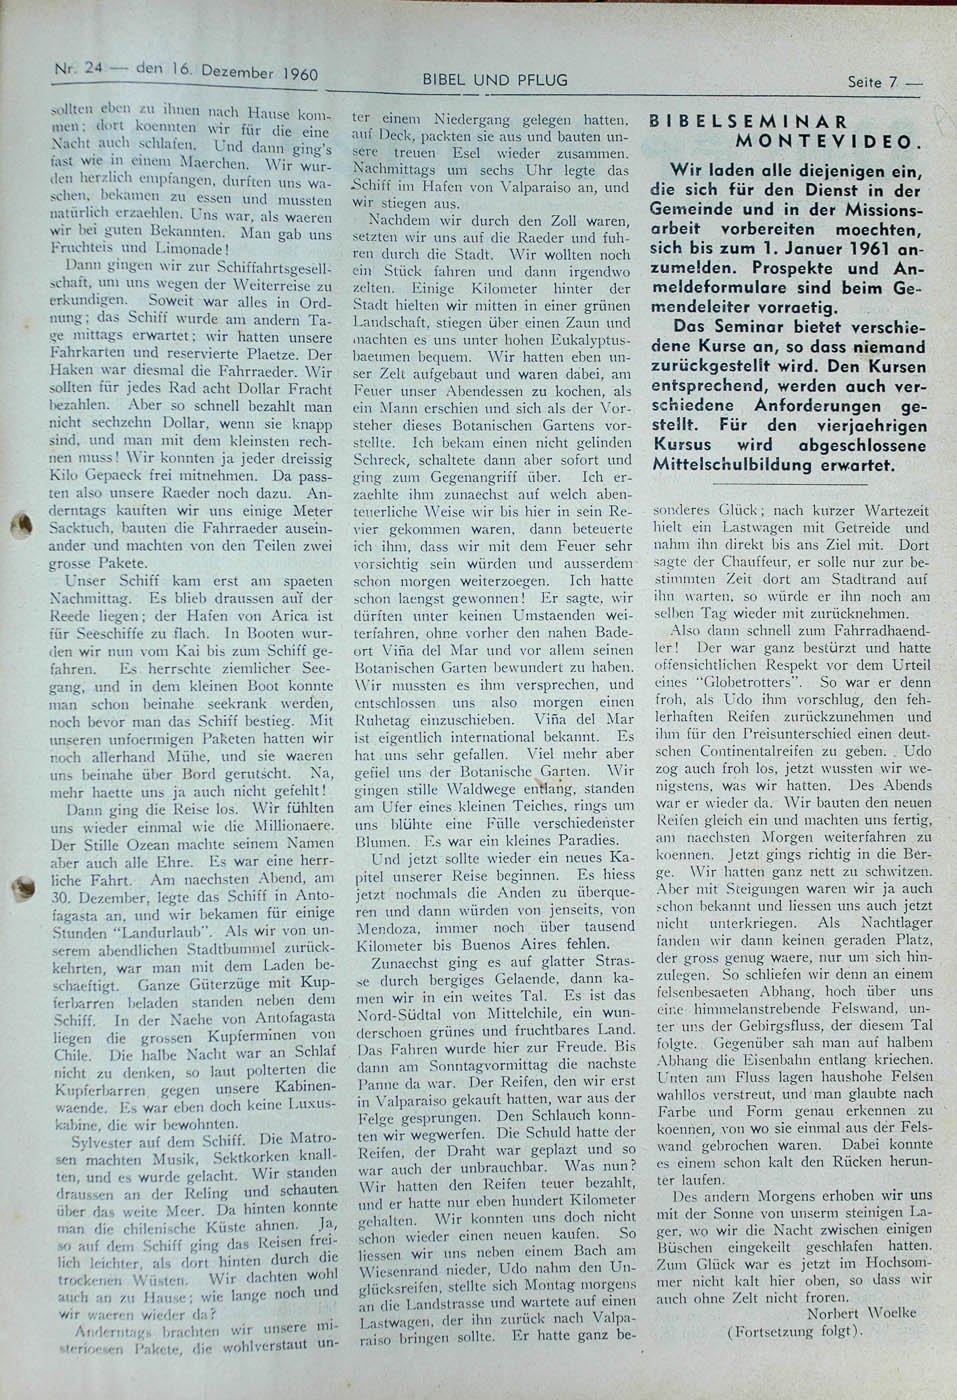 Nr. 24 — den 16. Dezember 1960
BIBEL UND PFLUG
Seite 7 —
sollten eben zu ihnen nach Hause kom-
men; dort koennten wir für die eine
Nacht auch schlafen. Und dann ging's
fast wie in einem Maerchen. Wir wur-
den herzlich empfangen, durften uns wa-
schen, bekamen zu essen und mussten
natürlich erzaehlen. Uns war, als waeren
wir bei guten Bekannten. Man gab uns
Fruchteis und Limonade!
Dann gingen wir zur Schiffahrtsgesell-
schaft, um uns wegen der Weiterreise zu
erkundigen. Soweit war alles in Ord-
nung; das Schiff wurde am andern Ta-
ge mittags erwartet; wir hatten unsere
Fahrkarten und reservierte Plaetze. Der
Haken war diesmal die Fahrraeder. Wir
sollten für jedes Rad acht Dollar Fracht
bezahlen. Aber so schnell bezahlt man
nicht sechzehn Dollar, wenn sie knapp
sind, und man mit dem kleinsten rech-
nen muss! Wir konnten ja jeder dreissig
Kilo Gepaeck frei mitnehmen. Da pass-
ten also unsere Raeder noch dazu. An-
derntags kauften wir uns einige Meter
Sacktuch, bauten die Fahrraeder ausein-
ander und machten von den Teilen zwei
grosse Pakete.
Unser Schiff kam erst am spaeten
Nachmittag. Es blieb draussen auf der
Reede liegen; der Hafen von Arica ist
für Seeschiffe zu flach. In Booten wur-
den wir nun vom Kai bis zum Schiff ge-
fahren. Es herrschte ziemlicher See-
gang, und in dem kleinen Boot konnte
man schon beinahe seekrank werden,
noch bevor man das Schiff bestieg. Mit
unseren unfoermigen Paketen hatten wir
noch allerhand Mühe, und sie waeren
uns beinahe über Bord gerutscht. Na,
mehr haette uns ja auch nicht gefehlt!
Dann ging die Reise los. Wir fühlten
uns wieder einmal wie die Millionaere.
Der Stille Ozean machte seinem Namen
aber auch alle Ehre. Es war eine herr-
liche Fahrt. Am naechsten Abend, am
30. Dezember, legte das Schiff in Anto-
fagasta an, und wir bekamen für einige
Stunden “Landurlaub”. Als wir von un-
serem abendlichen Stadtbummel zurück-
kehrten, war man mit dem Laden be-
schaeftigt. Ganze Güterzüge mit Kup-
ferbarren beladen standen neben dem
Schiff. In der Naehe von Antofagasta
liegen die grossen Kupferminen von
Chile. Die halbe Nacht war an Schlaf
nicht zu denken, so laut polterten die
Kupferbarren gegen unsere Kabinen-
waende. Es war eben doch keine Luxus-
kabine, die wir bewohnten.
Sylvester auf dem Schiff. Die Matro-
sen machten Musik, Sektkorken knall-
ten, und es wurde gelacht. Wir standen
draussen an der Reling und schauten
über das weite Meer. Da hinten konnte
man die chilenische Küste ahnen. Ja,
so auf dem Schiff ging das Reisen frei-
lich leichter, als dort hinten durch die
trockenen Wüsten. Wir dachten wohl
auch an zu Hause; wie lange noch und
wir waeren wieder da?
Anderntags brachten wir unsere mi-
sterioesen Pakete, die wohlverstaut un-
ter einem Niedergang gelegen hatten,
auf Deck, packten sie aus und bauten un-
sere treuen Esel wieder zusammen.
Nachmittags um sechs Uhr legte das
Schiff im Hafen von Valparaiso an, und
wir stiegen aus.
Nachdem wir durch den Zoll waren,
setzten wir uns auf die Raeder und fuh-
ren durch die Stadt. Wir wollten noch
ein Stück fahren und dann irgendwo
zelten. Einige Kilometer hinter der
Stadt hielten wir mitten in einer grünen
Landschaft, stiegen über einen Zaun und
machten es uns unter hohen Eukalyptus-
baeumen bequem. Wir hatten eben un-
ser Zelt aufgebaut und waren dabei, am
Feuer unser Abendessen zu kochen, als
ein Mann erschien und sich als der Vor-
steher dieses Botanischen Gartens vor-
stellte. Ich bekam einen nicht gelinden
Schreck, schaltete dann aber sofort und
ging zum Gegenangriff über. Ich er-
zaehlte ihm zunaechst auf welch aben-
teuerliche Weise wir bis hier in sein Re-
vier gekommen waren, dann beteuerte
ich ihm, dass wir mit dem Feuer sehr
vorsichtig sein würden und ausserdem
schon morgen weiterzoegen. Ich hatte
schon laengst gewonnen! Er sagte, wir
dürften unter keinen Umstaenden wei-
terfahren, ohne vorher den nahen Bade-
ort Viña del Mar und vor allem seinen
Botanischen Garten bewundert zu haben.
Wir mussten es ihm versprechen, und
entschlossen uns also morgen einen
Ruhetag einzuschieben. Viña del Mar
ist eigentlich international bekannt. Es
hat uns sehr gefallen. Viel mehr aber
gefiel uns der Botanische Garten. Wir
gingen stille Waldwege entlang, standen
am Ufer eines kleinen Teiches, rings um
uns blühte eine Fülle verschiedenster
Blumen. Es war ein kleines Paradies.
Und jetzt sollte wieder ein neues Ka-
pitel unserer Reise beginnen. Es hiess
jetzt nochmals die Anden zu überque-
ren und dann würden von jenseits, von
Mendoza, immer noch über tausend
Kilometer bis Buenos Aires fehlen.
Zunaechst ging es auf glatter Stras-
se durch bergiges Gelaende, dann ka-
men wir in ein weites Tal. Es ist das
Nord-Südtal von Mittelchile, ein wun-
derschoen grünes und fruchtbares Land.
Das Fahren wurde hier zur Freude. Bis
dann am Sonntagvormittag die nachste
Panne da war. Der Reifen, den wir erst
in Valparaiso gekauft hatten, war aus der
Felge gesprungen. Den Schlauch konn-
ten wir wegwerfen. Die Schuld hatte der
Reifen, der Draht war geplazt und so
war auch der unbrauchbar. Was nun?
Wir hatten den Reifen teuer bezahlt,
und er hatte nur eben hundert Kilometer
gehalten. Wir konnten uns doch nicht
schon wieder einen neuen kaufen. So
liessen wir uns neben einem Bach am
Wiesenrand nieder, Udo nahm den Un-
glücksreifen, stellte sich Montag morgens
an die Landstrasse und wartete auf einen
Lastwagen, der ihn zurück nach Valpa-
raiso bringen sollte. Er hatte ganz be-
BIBELSEMINAR
MONTEVIDEO.
Wir laden alle diejenigen ein,
die sich für den Dienst in der
Gemeinde und in der Missions-
arbeit vorbereiten moechten,
sich bis zum 1. Januer 1961 an-
zumelden. Prospekte und An-
meldeformulare sind beim Ge-
mendeleiter vorraetig.
Das Seminar bietet verschie-
dene Kurse an, so dass niemand
zurückgestellt wird. Den Kursen
entsprechend, werden auch ver-
schiedene Anforderungen ge-
stellt. Für den vierjaehrigen
Kursus wird abgeschlossene
Mittelschulbildung erwartet.
sonderes Glück; nach kurzer Wartezeit
hielt ein Lastwagen mit Getreide und
nahm ihn direkt bis ans Ziel mit. Dort
sagte der Chauffeur, er solle nur zur be-
stimmten Zeit dort am Stadtrand auf
ihn warten, so würde er ihn noch am
selben Tag wieder mit zurücknehmen.
Also dann schnell zum Fahrradhaend-
ler! Der war ganz bestürzt und hatte
offensichtlichen Respekt vor dem Urteil
eines “Globetrotters”. So war er denn
froh, als Udo ihm vorschlug, den feh-
lerhaften Reifen zurückzunehmen und
ihm für den Preisunterschied einen deut-
schen Continentalreifen zu geben. Udo
zog auch froh los, jetzt wussten wir we-
nigstens, was wir hatten. Des Abends
war er wieder da. Wir bauten den neuen
Reifen gleich ein und machten uns fertig,
am naechsten Morgen weiterfahren zu
koennen. Jetzt gings richtig in die Ber-
ge. Wir hatten ganz nett zu schwitzen.
Aber mit Steigungen waren wir ja auch
schon bekannt und liessen uns auch jetzt
nicht unterkriegen. Als Nachtlager
fanden wir dann keinen geraden Platz,
der gross genug waere, nur um sich hin-
zulegen. So schliefen wir denn an einem
felsenbesaeten Abhang, hoch über uns
eine himmelanstrebende Felswand, un-
ter uns der Gebirgsfluss, der diesem Tal
folgte. Gegenüber sah man auf halbem
Abhang die Eisenbahn entlang kriechen.
Unten am Fluss lagen haushohe Felsen
wahllos verstreut, und man glaubte nach
Farbe und Form genau erkennen zu
koennen, von wo sie einmal aus der Fels-
wand gebrochen waren. Dabei konnte
es einem schon kalt den Rücken herun-
ter laufen.
Des andern Morgens erhoben wir uns
mit der Sonne von unserm steinigen La-
ger, wo wir die Nacht zwischen einigen
Büschen eingekeilt geschlafen hatten.
Zum Glück war es jetzt im Hochsom-
mer nicht kalt hier oben, so dass wir
auch ohne Zelt nicht froren.
Norbert Woelke
(Fortsetzung folgt).